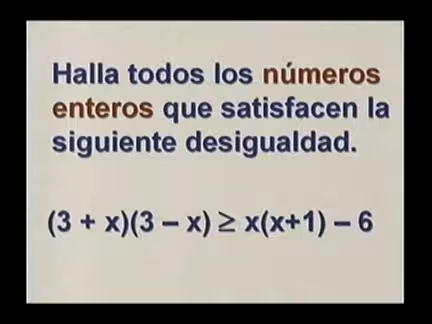 Halla todos los números
enteros que satisfacen la
siguiente desigualdad.
(3 + x)(3 – x) ≥ x(x+1) – 6